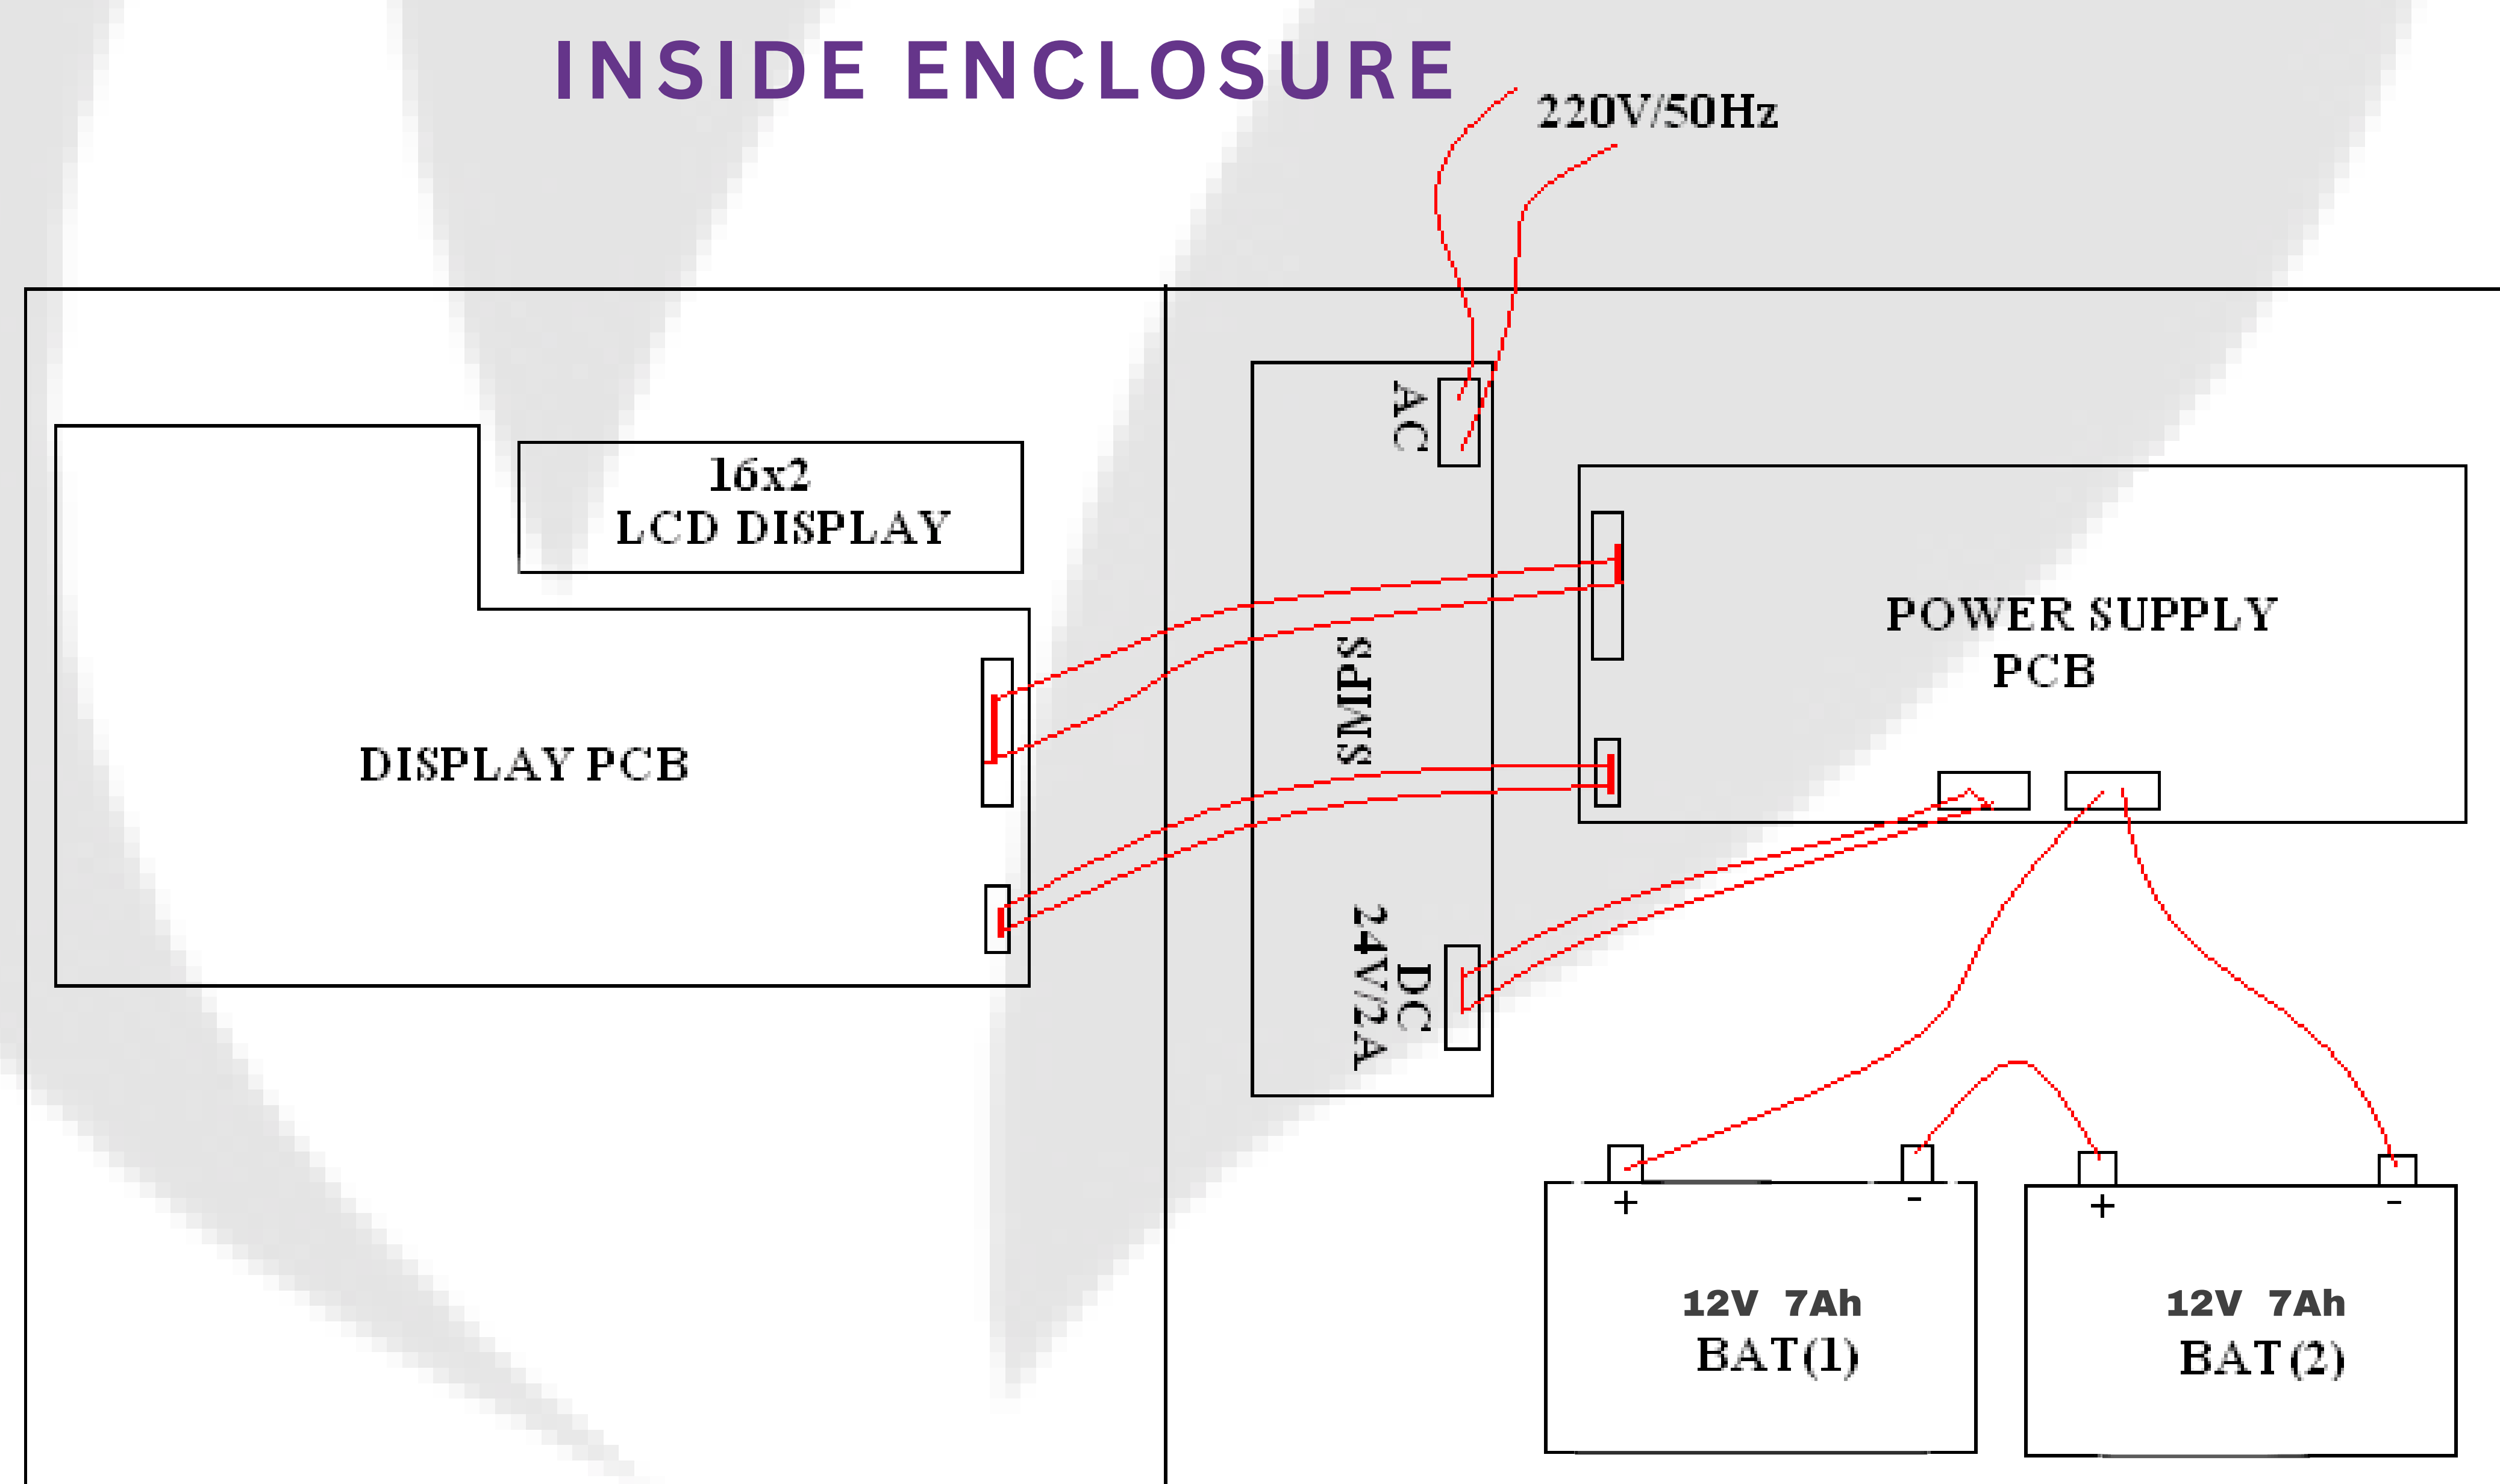 INSIDE ENCLOSURE
220V/50Hz
AC
16x2
LCD DISPLAY
POWER SUPPLY
PCB
SMPS
DISPLAY PCB
DC
24V/2A
+
-
+
-
12V 7Ah
BAT(1)
12V 7Ah
BAT(2)